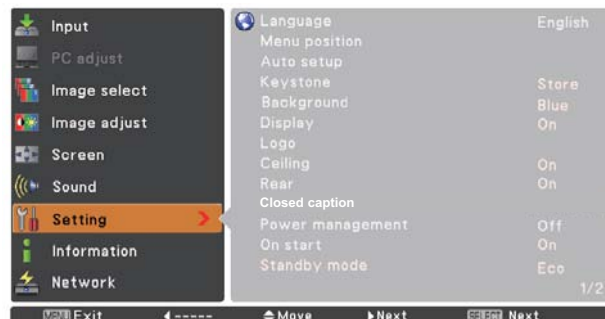 Input
PC adjust
Image select
Image adjust
Screen
Sound
Setting
Information
Network
Language English
Menu position
Auto setup
Keystone Store
Background Blue
Display On
Logo
Ceiling On
Rear On
Closed caption
Power management Off
On start On
Standby mode Eco
1/2
MENU Exit ----- Move Next SELECT Next